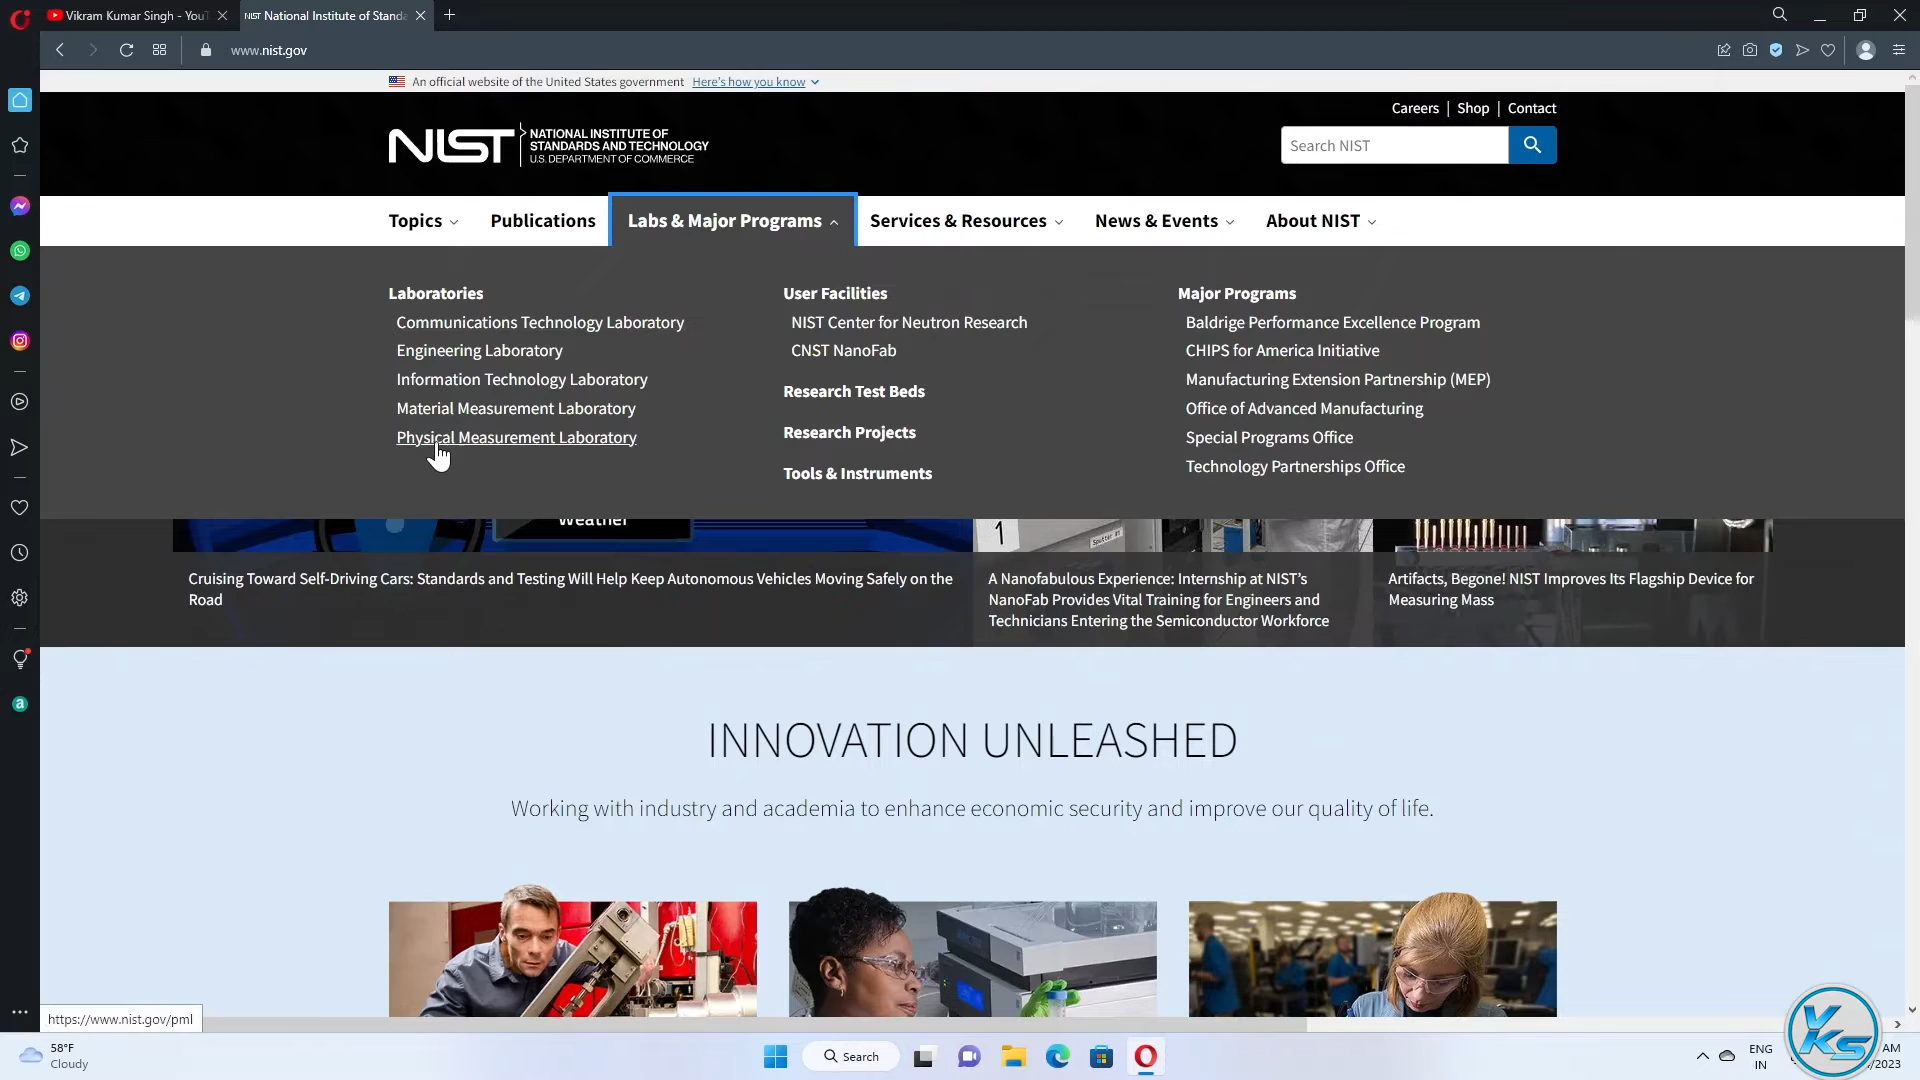 Vikram Kumar Singh - YouT
NIST National Institute of Standa
www.nist.gov
An official website of the United States government Here's how you know
Careers | Shop | Contact
NIST
NATIONAL INSTITUTE OF
STANDARDS AND TECHNOLOGY
U.S. DEPARTMENT OF COMMERCE
Search NIST
Topics Publications Labs & Major Programs Services & Resources News & Events About NIST
Laboratories
Communications Technology Laboratory
Engineering Laboratory
Information Technology Laboratory
Material Measurement Laboratory
Physical Measurement Laboratory
User Facilities
NIST Center for Neutron Research
CNST NanoFab
Research Test Beds
Research Projects
Tools & Instruments
Major Programs
Baldrige Performance Excellence Program
CHIPS for America Initiative
Manufacturing Extension Partnership (MEP)
Office of Advanced Manufacturing
Special Programs Office
Technology Partnerships Office
Weather
1
Cruising Toward Self-Driving Cars: Standards and Testing Will Help Keep Autonomous Vehicles Moving Safely on the
Road
A Nanofabulous Experience: Internship at NIST's
NanoFab Provides Vital Training for Engineers and
Technicians Entering the Semiconductor Workforce
Artifacts, Begone! NIST Improves Its Flagship Device for
Measuring Mass
INNOVATION UNLEASHED
Working with industry and academia to enhance economic security and improve our quality of life.
https://www.nist.gov/pml
58°F
Cloudy
Search
ENG
IN
AM
/2023
VKS